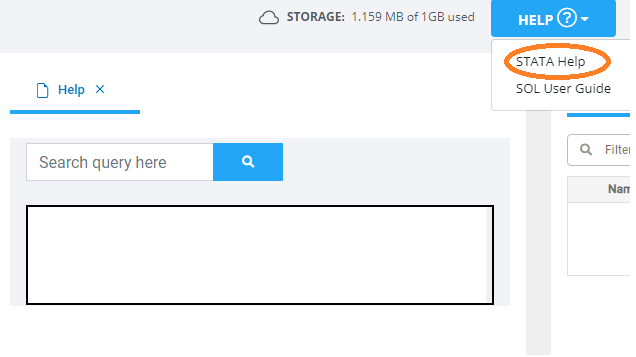 STORAGE: 1.159 MB of 1GB used
HELP ?
STATA Help
SOL User Guide
Help ×
Search query here
Filter
Nam